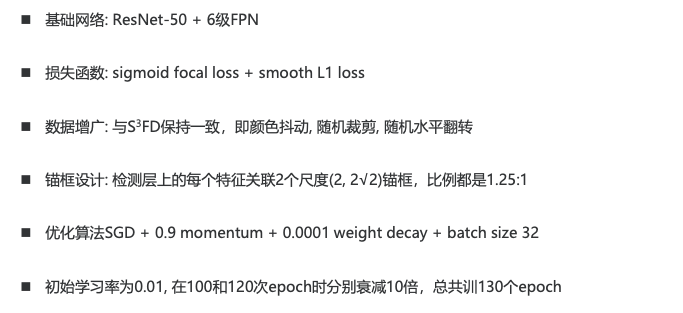 ■ 基础网络: ResNet-50 + 6级FPN
■ 损失函数: sigmoid focal loss + smooth L1 loss
■ 数据增广: 与S³FD保持一致，即颜色抖动, 随机裁剪, 随机水平翻转
■ 锚框设计: 检测层上的每个特征关联2个尺度(2, 2√2)锚框，比例都是1.25:1
■ 优化算法SGD + 0.9 momentum + 0.0001 weight decay + batch size 32
■ 初始学习率为0.01, 在100和120次epoch时分别衰减10倍，总共训130个epoch